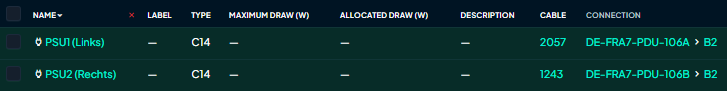 NAME LABEL TYPE MAXIMUM DRAW (W) ALLOCATED DRAW (W) DESCRIPTION CABLE CONNECTION
PSU1 (Links) — C14 — — — 2057 DE-FRA7-PDU-106A > B2
PSU2 (Rechts) — C14 — — — 1243 DE-FRA7-PDU-106B > B2